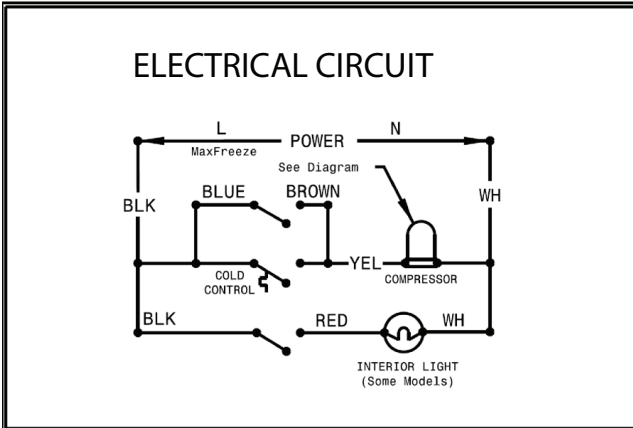 ELECTRICAL CIRCUIT
L POWER N
MaxFreeze
See Diagram
BLUE BROWN
BLK
WH
COLD
CONTROL
YEL
COMPRESSOR
BLK
RED
WH
INTERIOR LIGHT
(Some Models)